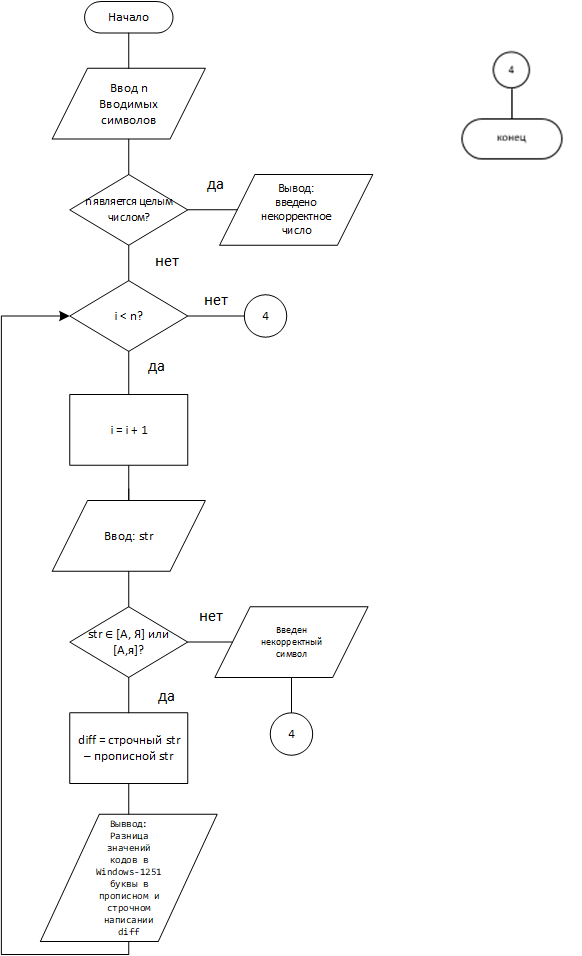 Начало
4
Ввод n
Вводимых
символов
конец
да
n является целым
числом?
Вывод:
введено
некорректное
число
нет
i < n?
нет
4
да
i = i + 1
Ввод: str
str ∈ [А, Я] или
[А,я]?
нет
Введен
некорректный
символ
да
diff = строчный str
– прописной str
4
Выввод:
Разница
значений
кодов в
Windows-1251
буквы в
прописном и
строчном
написании
diff